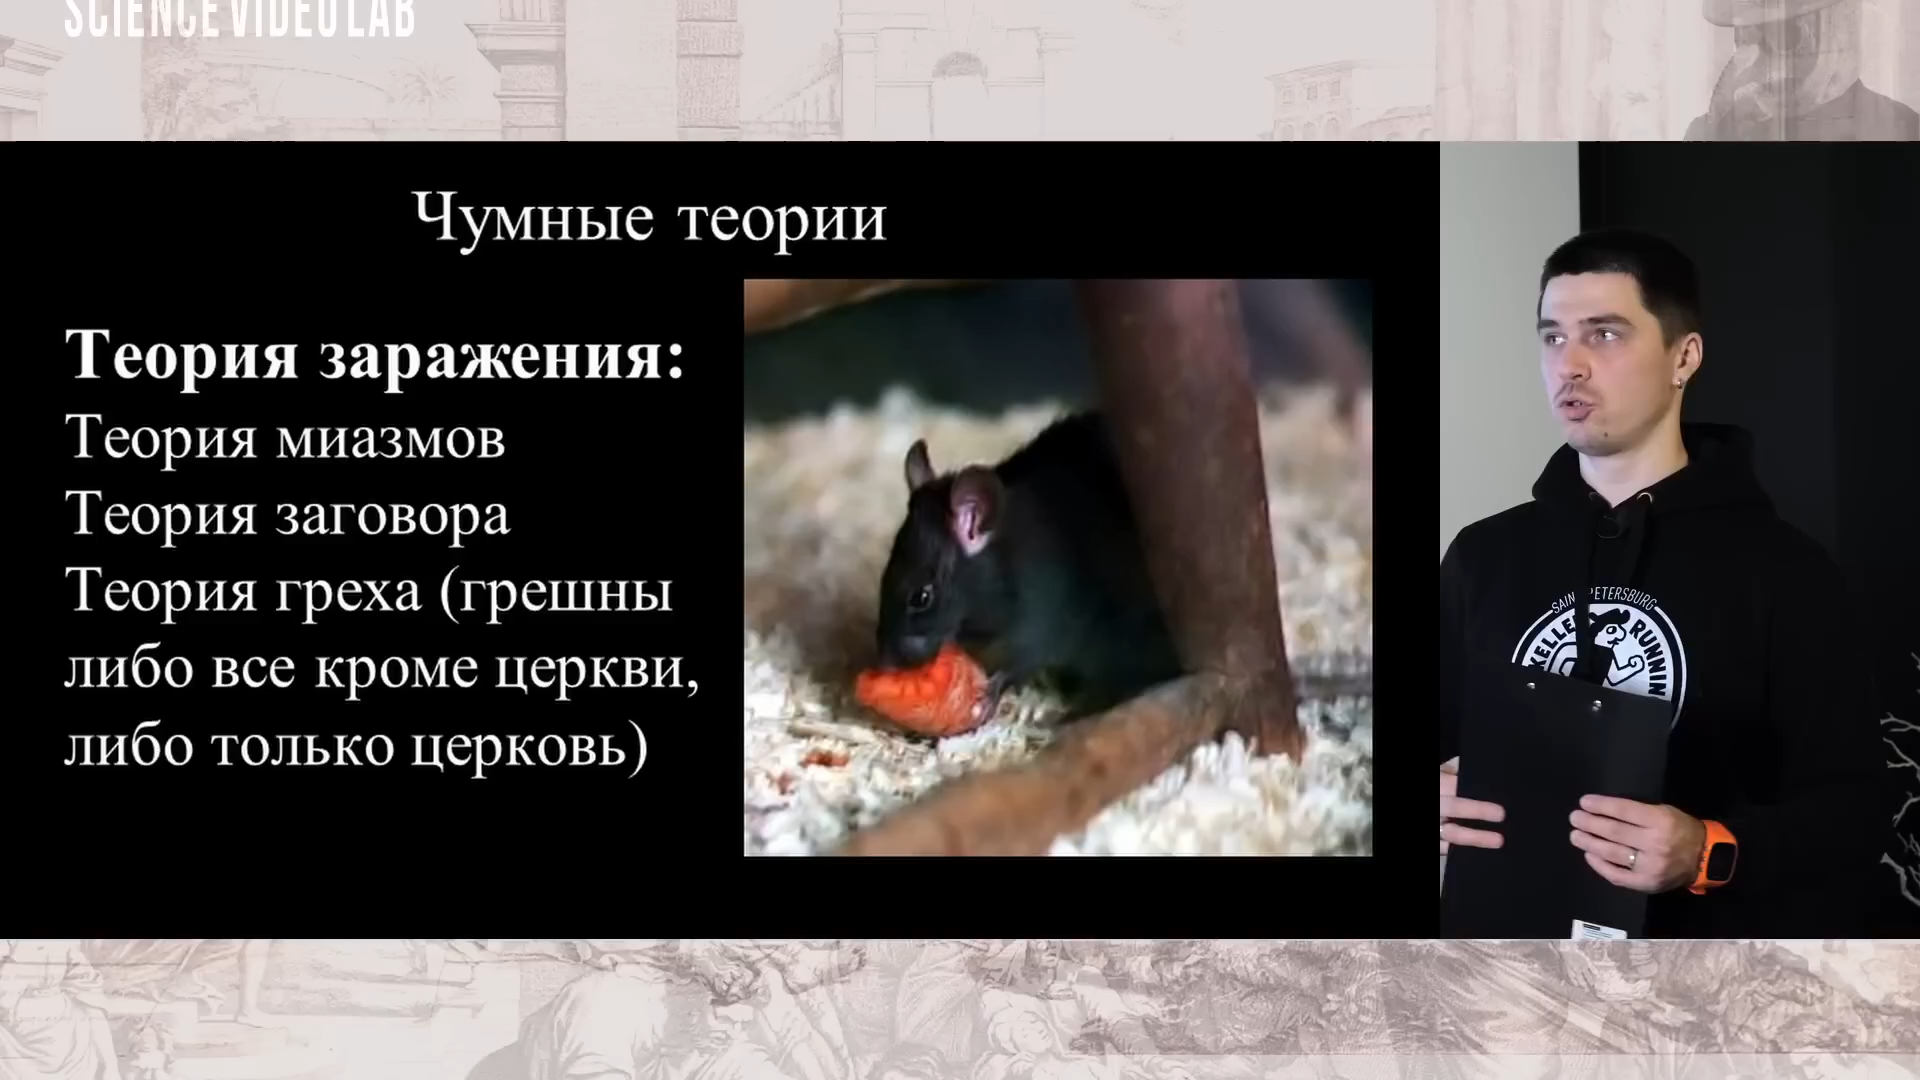 SCIENCE VIDEO LAB
Чумные теории
Теория заражения:
Теория миазмов
Теория заговора
Теория греха (грешны
либо все кроме церкви,
либо только церковь)
SAINT PETERSBURG
RUNNIN